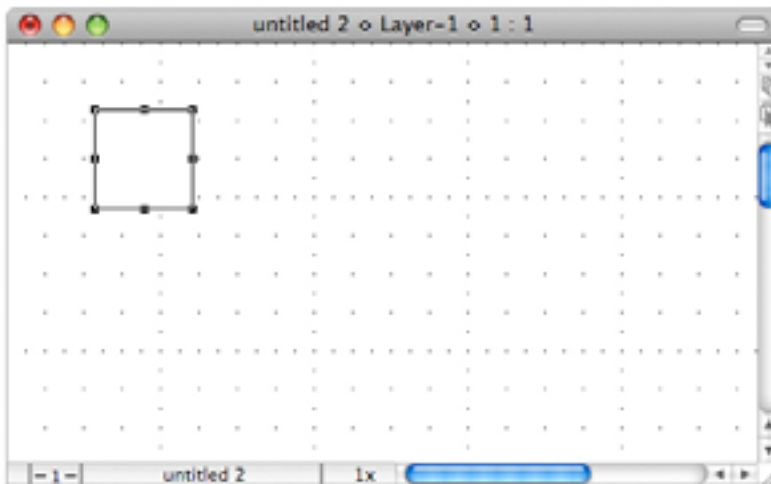 untitled 2 o Layer-1 o 1 : 1
|-1-| untitled 2 | 1x